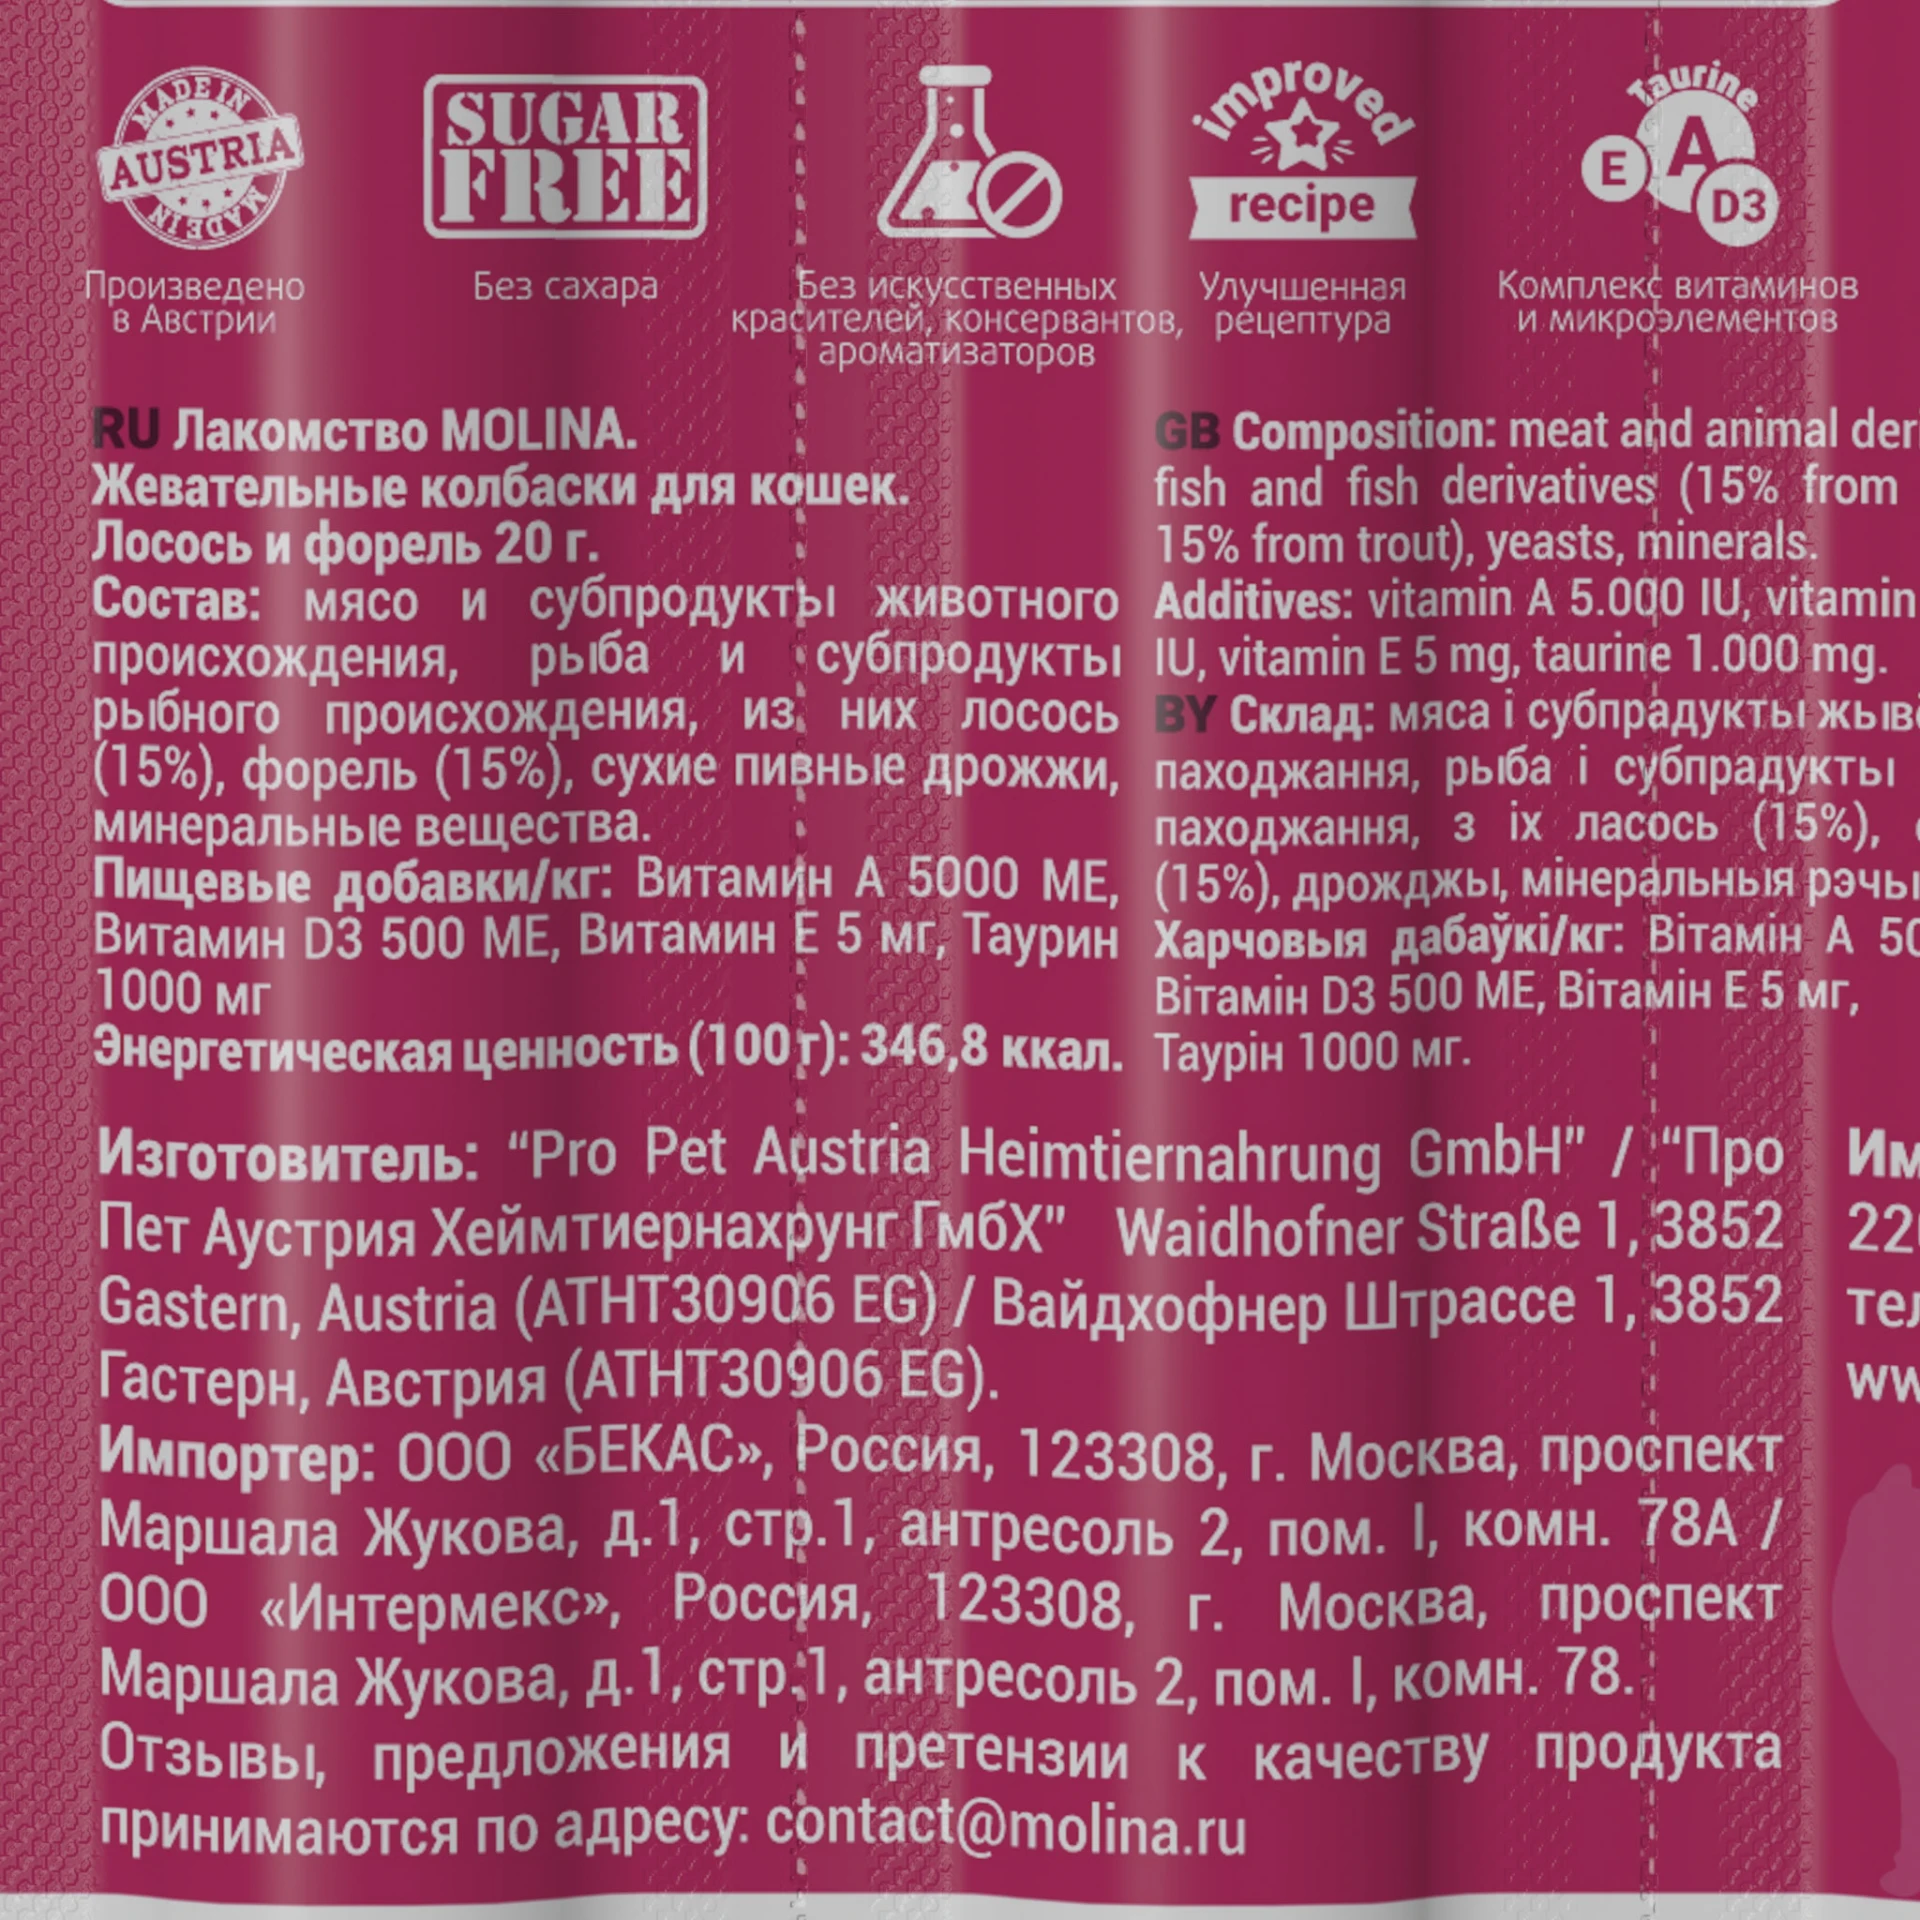 MADE IN
AUSTRIA
MADE IN
SUGAR
FREE
improved
recipe
Taurine
A
E
D3
Произведено
в Австрии
Без сахара
Без искусственных
красителей, консервантов,
ароматизаторов
Улучшенная
рецептура
Комплекс витаминов
и микроэлементов
RU Лакомство MOLINA.
Жевательные колбаски для кошек.
Лосось и форель 20 г.
Состав: мясо и субпродукты животного
происхождения, рыба и субпродукты
рыбного происхождения, из них лосось
(15%), форель (15%), сухие пивные дрожжи,
минеральные вещества.
Пищевые добавки/кг: Витамин А 5000 МЕ,
Витамин D3 500 МЕ, Витамин Е 5 мг, Таурин
1000 мг
Энергетическая ценность (100 г): 346,8 ккал.
GB Composition: meat and animal
fish and fish derivatives (15% from
15% from trout), yeasts, minerals.
Additives: vitamin A 5.000 IU, vitamin
IU, vitamin E 5 mg, taurine 1.000 mg.
BY Склад: мяса і субпрадукты
паходжання, рыба і субпрадукты
паходжання, з іх ласось (15%),
(15%), дрожджы, мінеральныя
Харчовыя дабаўкі/кг: Вітамін А
Вітамін D3 500 МЕ, Вітамін Е 5 мг,
Таурін 1000 мг.
Изготовитель: “Pro Pet Austria Heimtiernahrung GmbH” / “Про
Пет Аустрия Хеймтиернахрунг ГмбХ” Waidhofner Straße 1, 3852
Gastern, Austria (ATHT30906 EG) / Вайдхофнер Штрассе 1, 3852
Гастерн, Австрия (ATHT30906 EG).
Импортер: ООО «БЕКАС», Россия, 123308, г. Москва, проспект
Маршала Жукова, д.1, стр.1, антресоль 2, пом. I, комн. 78А /
ООО «Интермекс», Россия, 123308, г. Москва, проспект
Маршала Жукова, д.1, стр.1, антресоль 2, пом. I, комн. 78.
Отзывы, предложения и претензии к качеству продукта
принимаются по адресу: contact@molina.ru